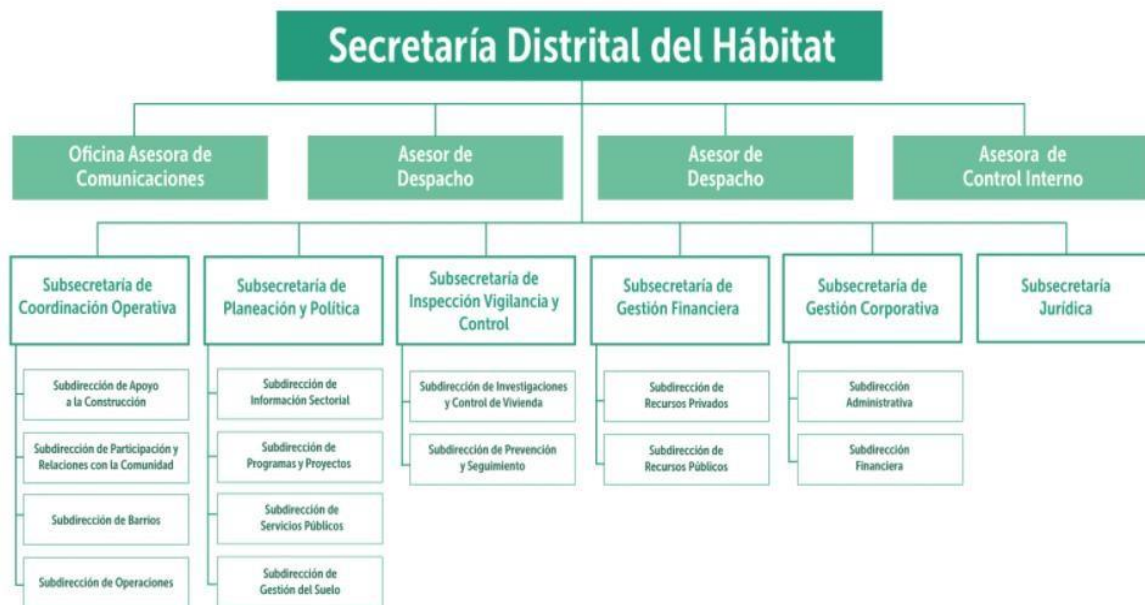 Secretaría Distrital del Hábitat
Oficina Asesora de
Comunicaciones
Asesor de
Despacho
Asesor de
Despacho
Asesora de
Control Interno
Subsecretaría de
Coordinación Operativa
Subsecretaría de
Planeación y Política
Subsecretaría de
Inspección Vigilancia y
Control
Subsecretaría de
Gestión Financiera
Subsecretaría de
Gestión Corporativa
Subsecretaría
Jurídica
Subdirección de Apoyo
a la Construcción
Subdirección de Participación y
Relaciones con la Comunidad
Subdirección de Barrios
Subdirección de Operaciones
Subdirección de
Información Sectorial
Subdirección de
Programas y Proyectos
Subdirección de
Servicios Públicos
Subdirección de
Gestión del Suelo
Subdirección de Investigaciones
y Control de Vivienda
Subdirección de Prevención
y Seguimiento
Subdirección de
Recursos Privados
Subdirección de
Recursos Públicos
Subdirección
Administrativa
Subdirección
Financiera